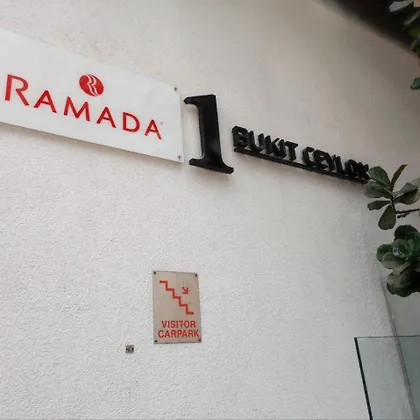 RAMADA
1 BUKIT CEYLON
VISITOR
CARPARK